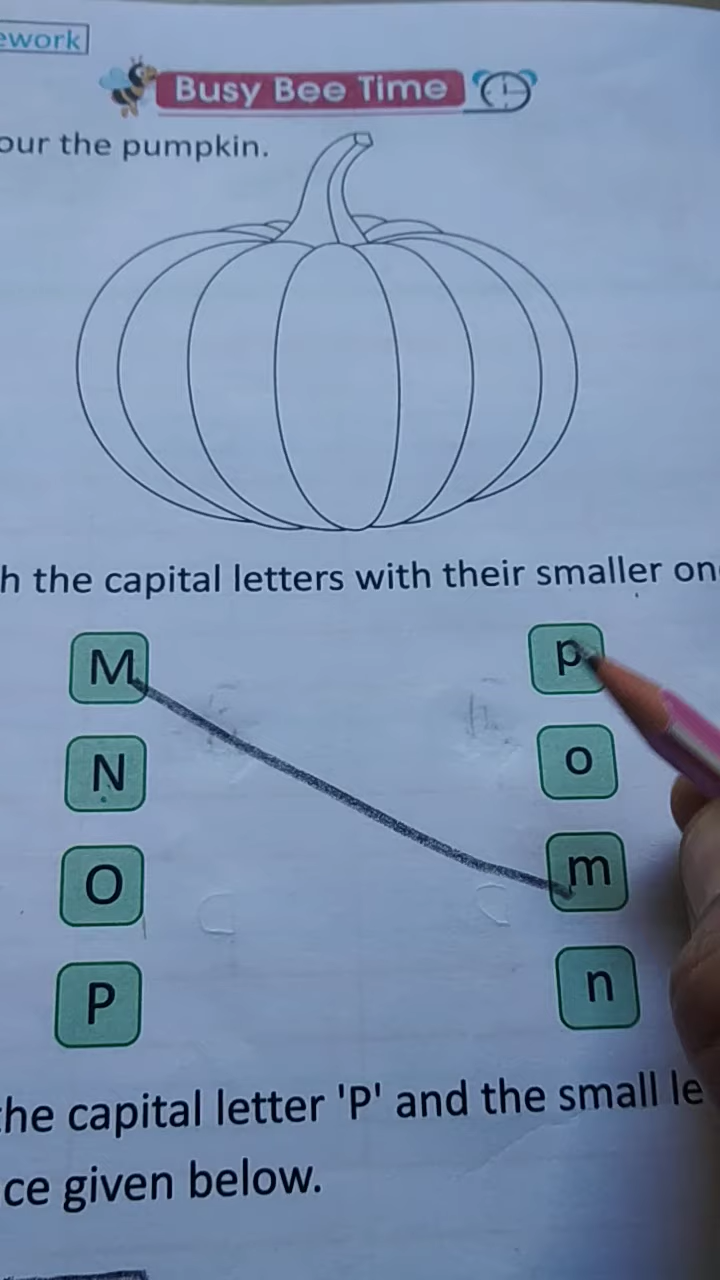 ework
Busy Bee Time
our the pumpkin.
h the capital letters with their smaller on
M p
N o
O m
P n
the capital letter 'P' and the small le
ce given below.